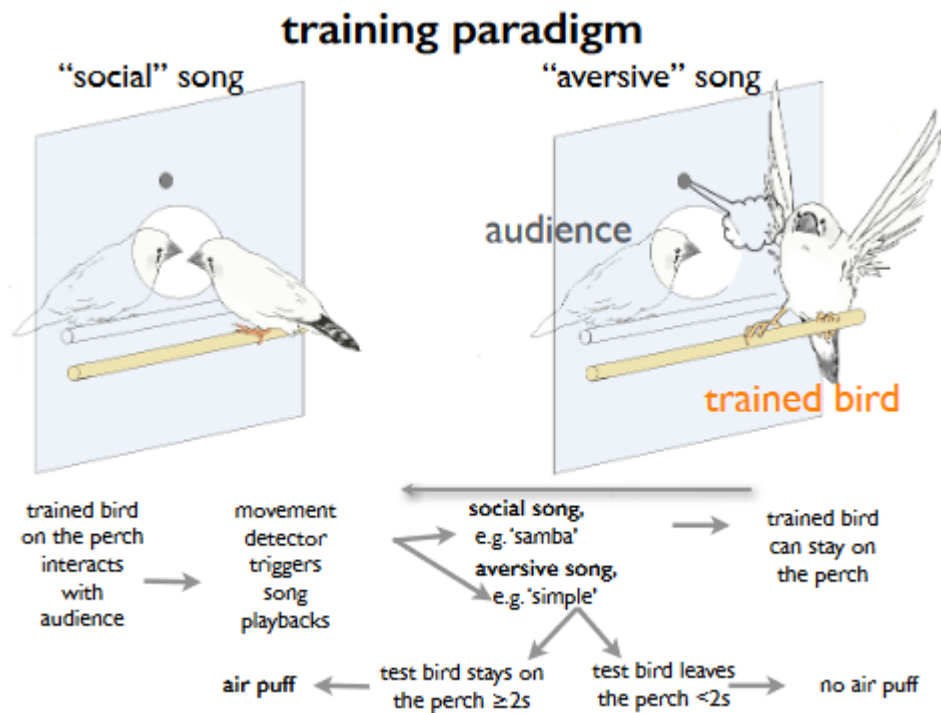 training paradigm
“social” song
“aversive” song
audience
trained bird
trained bird
on the perch
interacts
with
audience
movement
detector
triggers
song
playbacks
social song,
e.g. ‘samba’
aversive song,
e.g. ‘simple’
trained bird
can stay on
the perch
air puff
test bird stays on
the perch ≥2s
test bird leaves
the perch <2s
no air puff